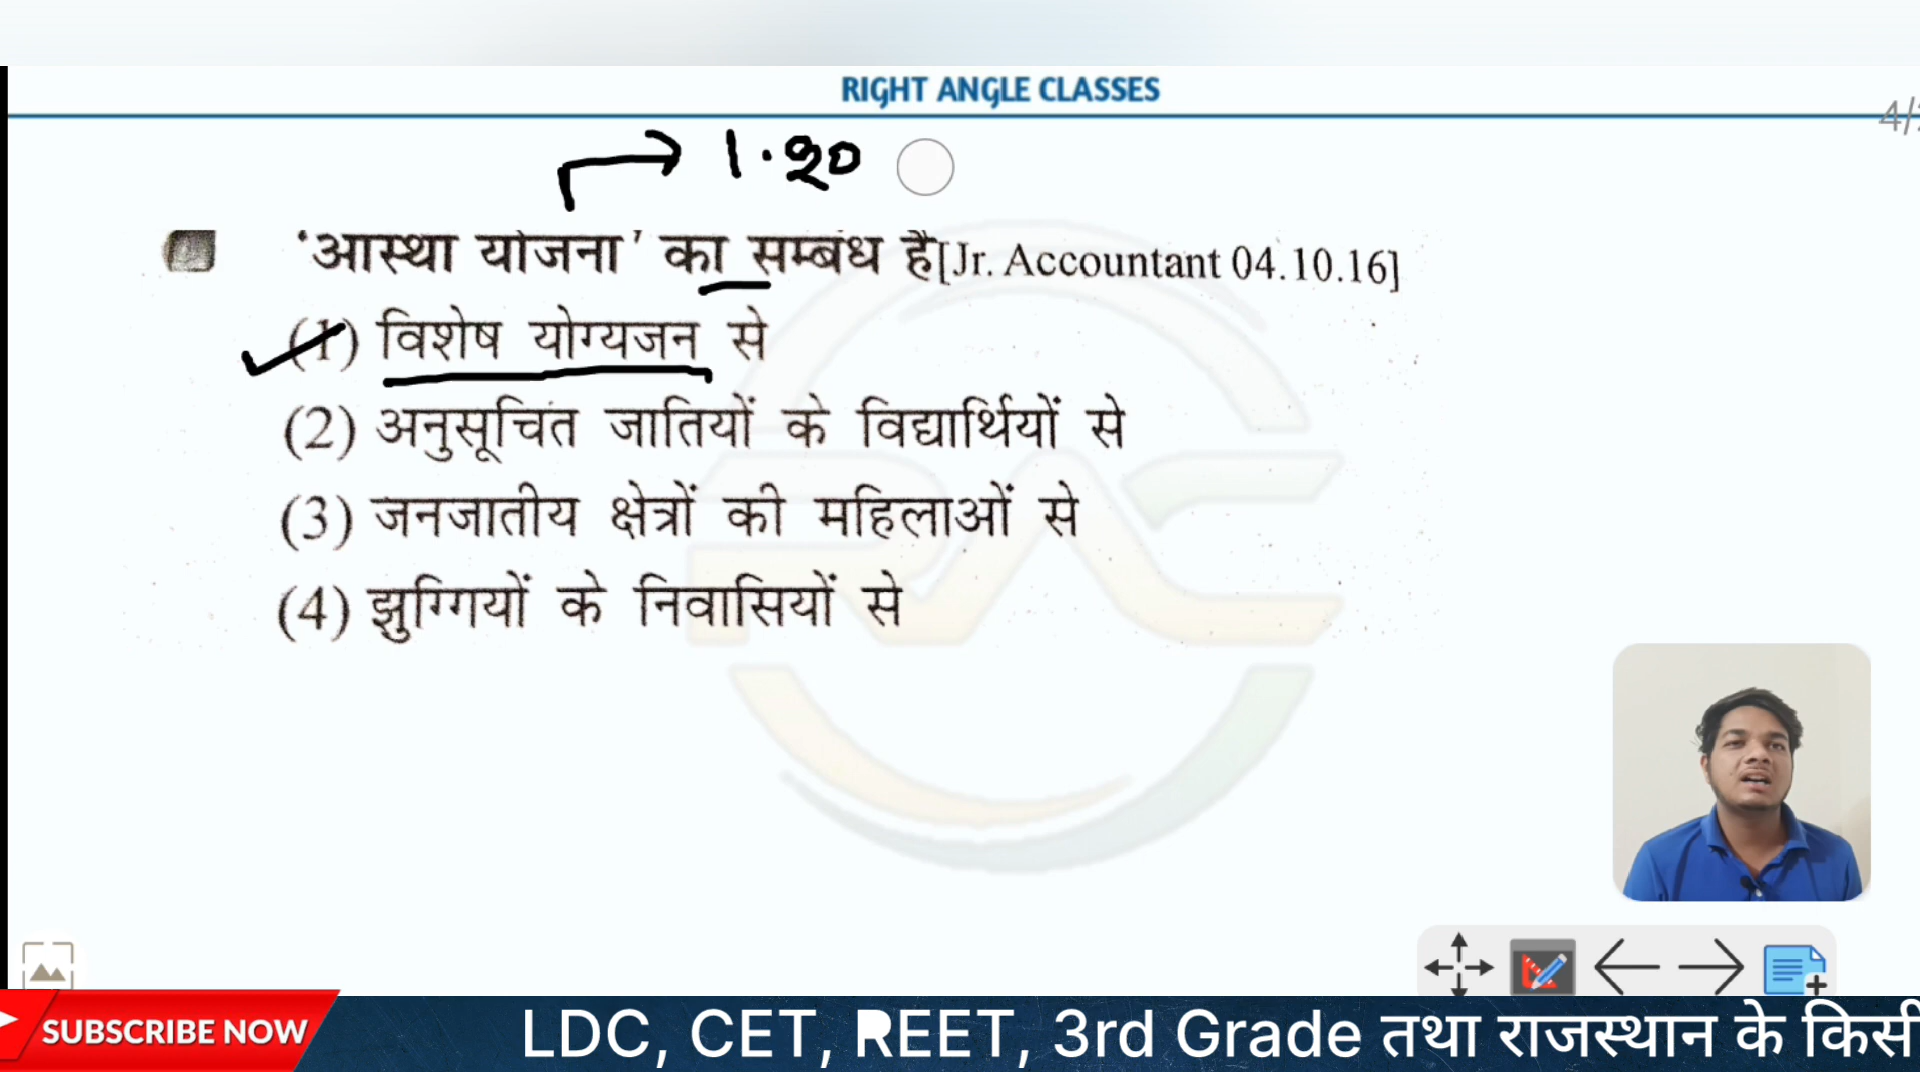 RIGHT ANGLE CLASSES
4/
1.20
'आस्था योजना' का सम्बंध है[Jr. Accountant 04.10.16]
(1) विशेष योग्यजन से
(2) अनुसूचित जातियों के विद्यार्थियों से
(3) जनजातीय क्षेत्रों की महिलाओं से
(4) झुग्गियों के निवासियों से
RAC
SUBSCRIBE NOW
LDC, CET, REET, 3rd Grade तथा राजस्थान के किसी